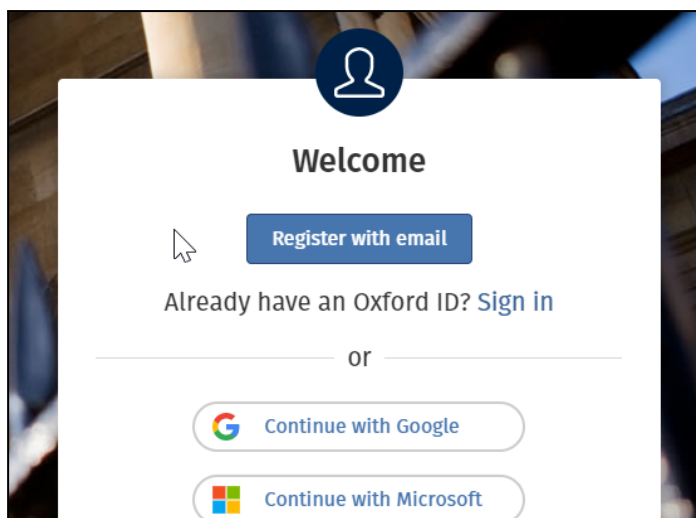 Welcome
Register with email
Already have an Oxford ID? Sign in
or
Continue with Google
Continue with Microsoft